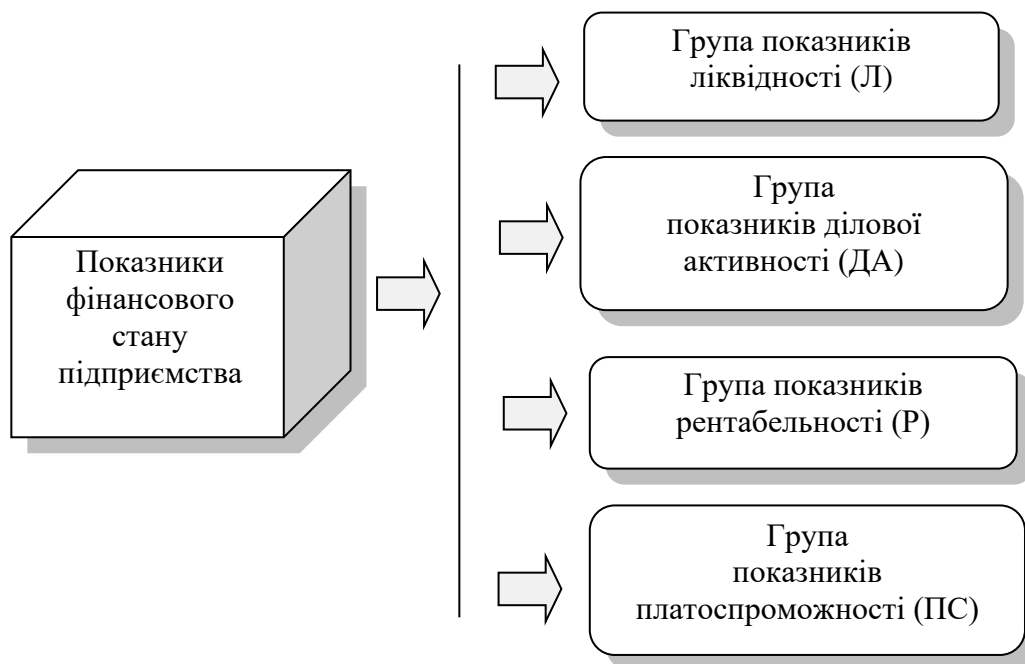 Показники
фінансового
стану
підприємства
Група показників
ліквідності (Л)
Група
показників ділової
активності (ДА)
Група показників
рентабельності (Р)
Група
показників
платоспроможності (ПС)